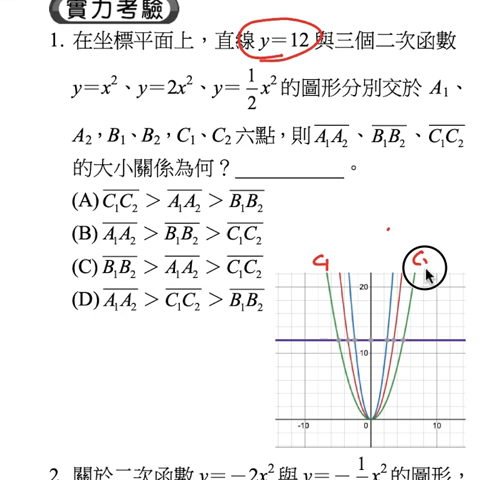 實力考驗
1. 在坐標平面上，直線 y=12 與三個二次函數
y=x²、y=2x²、y=1/2x² 的圖形分別交於 A₁、
A₂，B₁、B₂，C₁、C₂ 六點，則 A₁A₂、B₁B₂、C₁C₂
的大小關係為何？________。
(A) C₁C₂ > A₁A₂ > B₁B₂
(B) A₁A₂ > B₁B₂ > C₁C₂
(C) B₁B₂ > A₁A₂ > C₁C₂
(D) A₁A₂ > C₁C₂ > B₁B₂
C₁
20
10
-10 0 10
2. 關於二次函數 y=-2x² 與 y=-1/x² 的圖形，